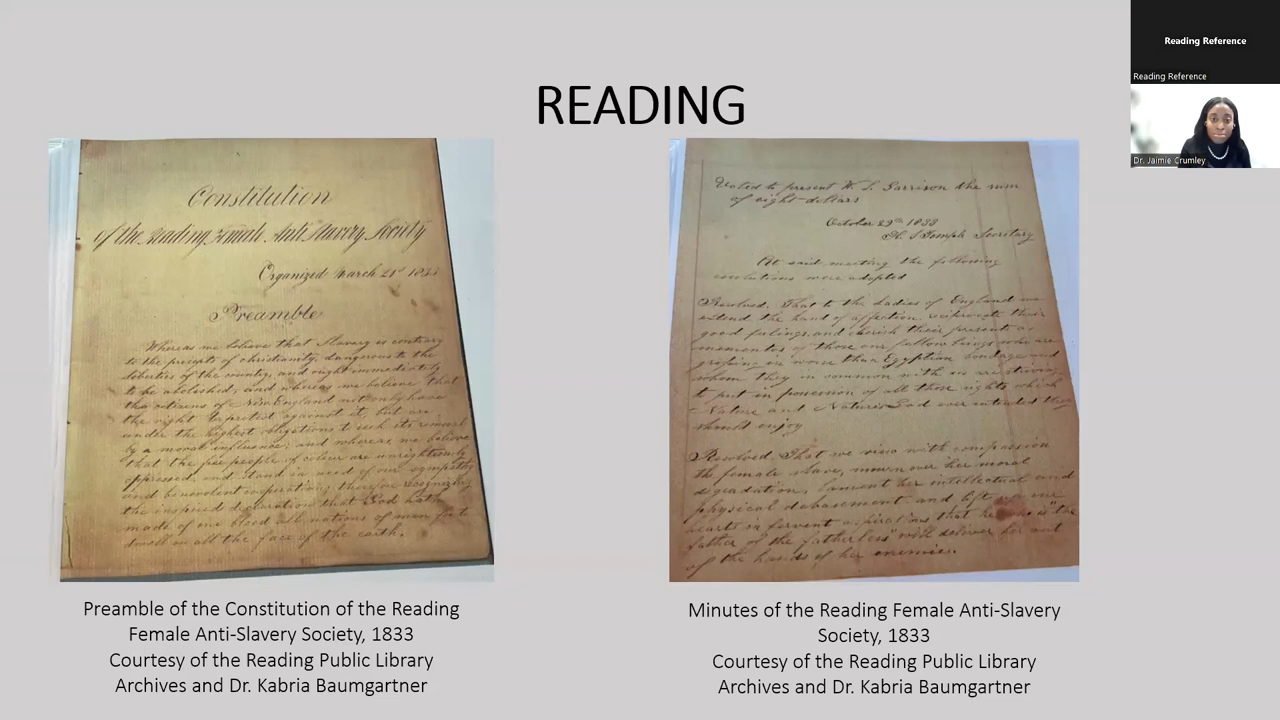 READING
Reading Reference
Reading Reference
Dr. Jaimie Crumley
Constitution
of the Reading Female Anti Slavery Society
Organized March 21st 1833
Preamble
Whereas we believe that Slavery is contrary
to the precepts of christianity, dangerous to the
liberties of the country, and ought immediately
to be abolished; and whereas we believe that
the citizens of New England not only have
the right to protest against it, but are
under the highest obligations to seek its removal
by a moral influence; and whereas we believe
that the free people of colour are unrighteously
oppressed, and stand in need of our sympathy
and benevolent cooperation; therefore recognizing
the inspired declaration that God hath
made of one blood all nations of men for to
dwell on all the face of the earth.
Voted to present W. L. Garrison the sum
of eight dollars
October 29th 1833
Secretary
At said meeting the following
resolutions were adopted
Resolved, That to the Ladies of England we
extend the hand of affection, reciprocate their
good feelings and cherish their presents as
mementos of those our fellow beings who are
groping in worse than Egyptian bondage and
whom they in common with us are striving
to put in possession of all those rights which
Nature and Nature's God ever intended they
should enjoy
Resolved, That we view with compassion
the female slave, mourn over her moral
degradation, lament her intellectual and
physical debasement and lift up our
hearts in fervent aspirations that he who is "the
father of the fatherless" will deliver her out
of the hands of her enemies.
Preamble of the Constitution of the Reading
Female Anti-Slavery Society, 1833
Courtesy of the Reading Public Library
Archives and Dr. Kabria Baumgartner
Minutes of the Reading Female Anti-Slavery
Society, 1833
Courtesy of the Reading Public Library
Archives and Dr. Kabria Baumgartner